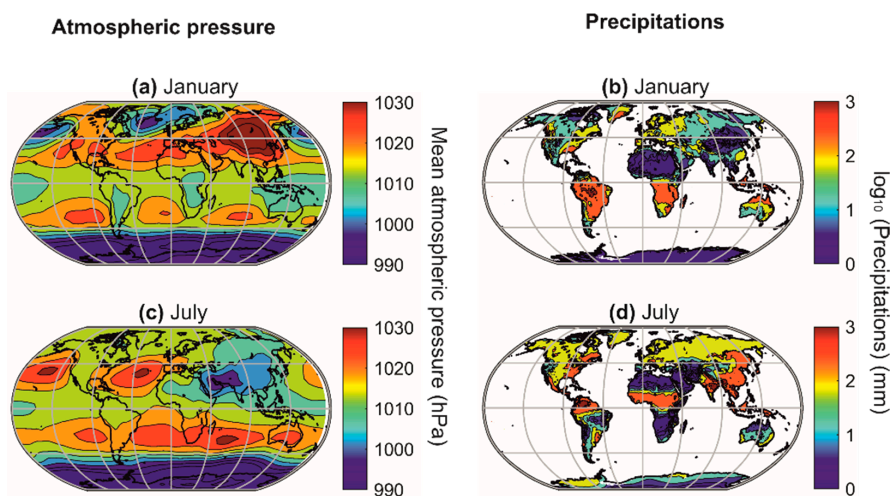 Atmospheric pressure
Precipitations
(a) January
(b) January
1030
1020
1010
1000
990
3
2
1
0
(c) July
(d) July
1030
1020
1010
1000
990
3
2
1
0
Mean atmospheric pressure (hPa)
log10 (Precipitations) (mm)